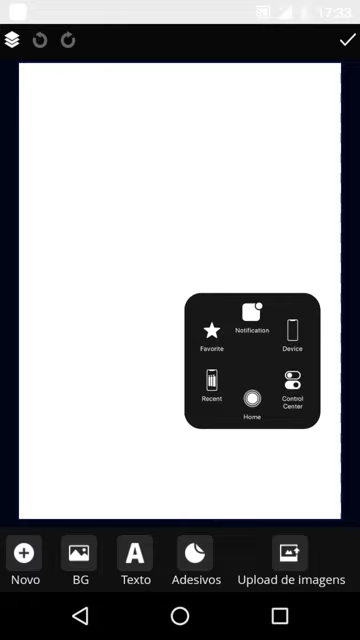 17:33
Notification
Favorite
Device
Recent
Control
Center
Home
Novo
BG
Texto
Adesivos
Upload de imagens